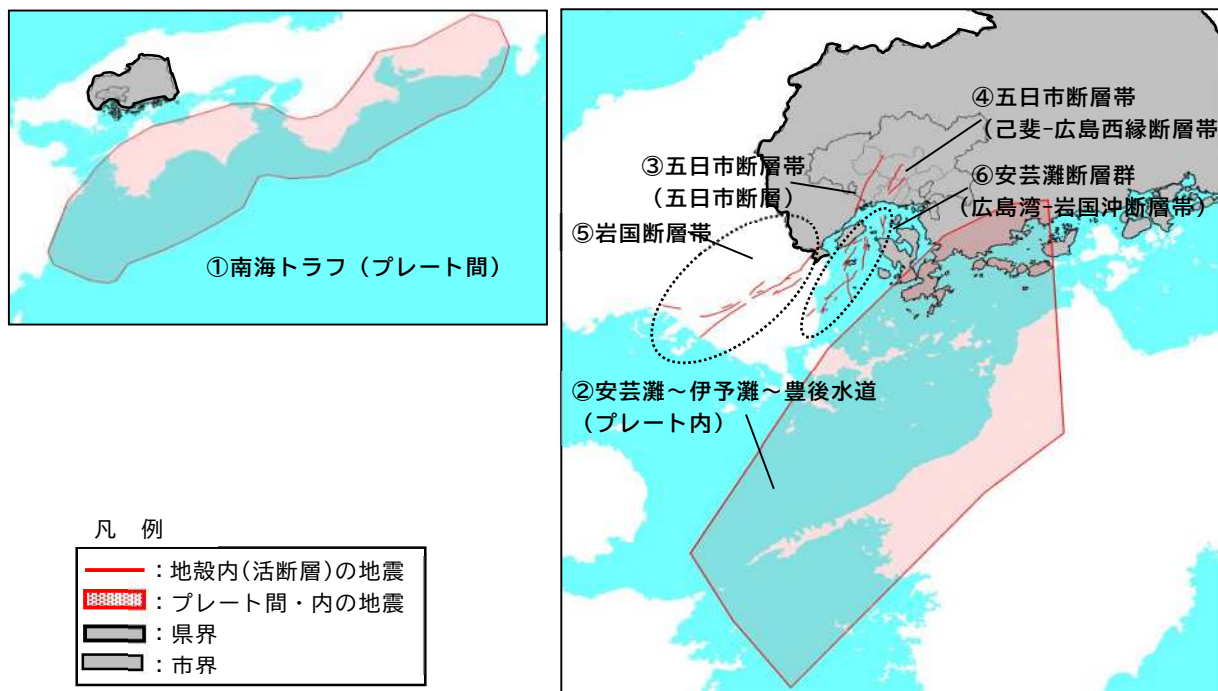 ①南海トラフ（プレート間）
④五日市断層帯
（己斐-広島西縁断層帯
③五日市断層帯
（五日市断層）
⑥安芸灘断層群
（広島湾-岩国沖断層帯）
⑤岩国断層帯
②安芸灘～伊予灘～豊後水道
（プレート内）
凡　例
：地殻内(活断層)の地震
：プレート間・内の地震
：県界
：市界